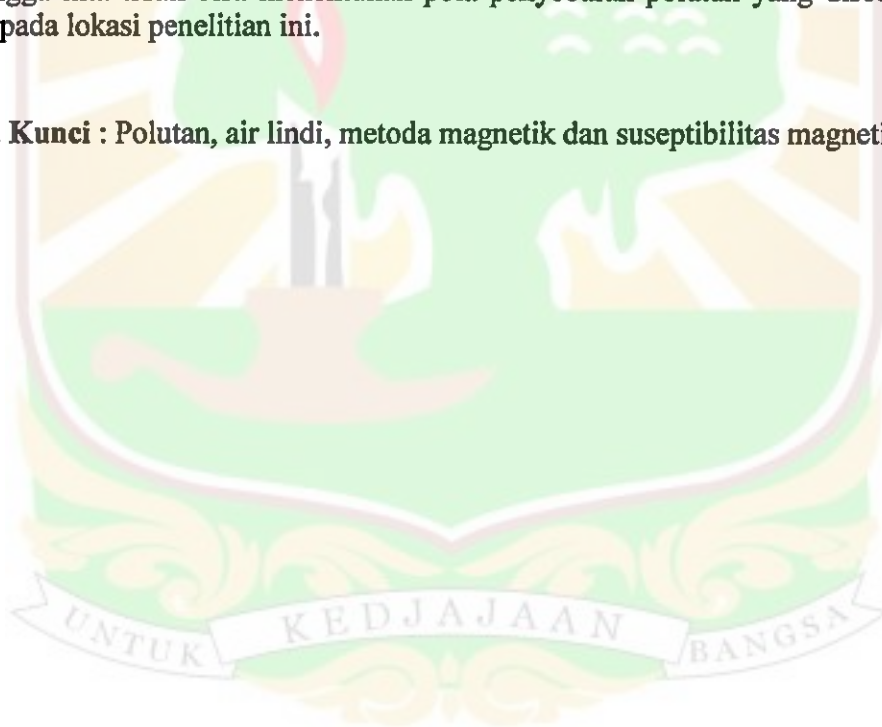 pada lokasi penelitian ini.
Kunci : Polutan, air lindi, metoda magnetik dan suseptibilitas magneti
UNTUK KEDJAJAAN BANGSA